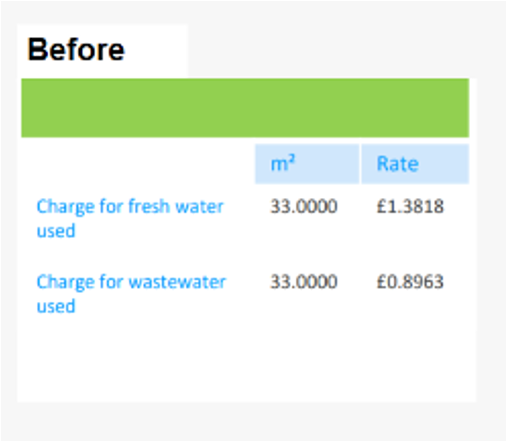 Before
m² Rate
Charge for fresh water 33.0000 £1.3818
used
Charge for wastewater 33.0000 £0.8963
used